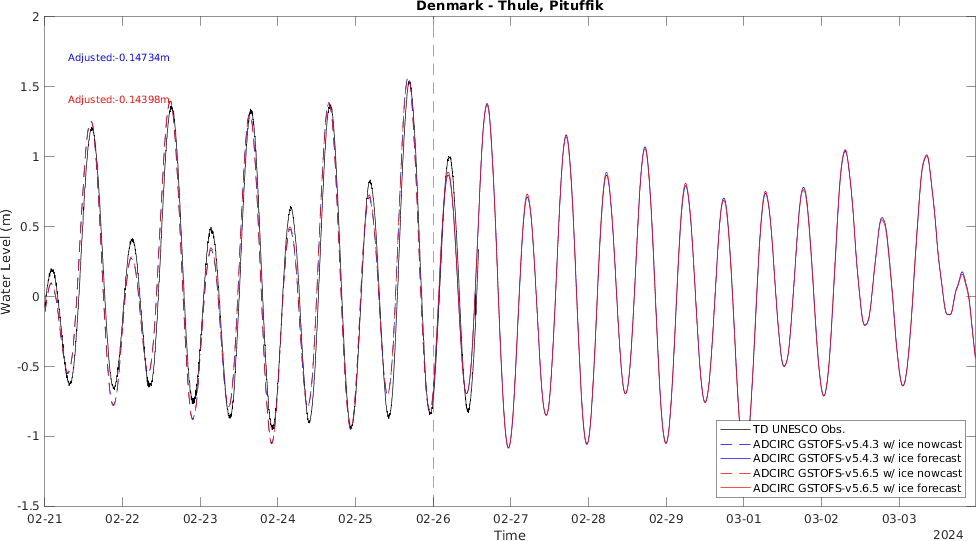 Denmark - Thule, Pituffik
Water Level (m)
2
1.5
1
0.5
0
-0.5
-1
-1.5
Adjusted:-0.14734m
Adjusted:-0.14398m
TD UNESCO Obs.
ADCIRC GSTOFS-v5.4.3 w/ ice nowcast
ADCIRC GSTOFS-v5.4.3 w/ ice forecast
ADCIRC GSTOFS-v5.6.5 w/ ice nowcast
ADCIRC GSTOFS-v5.6.5 w/ ice forecast
02-21 02-22 02-23 02-24 02-25 02-26 02-27 02-28 02-29 03-01 03-02 03-03
Time
2024